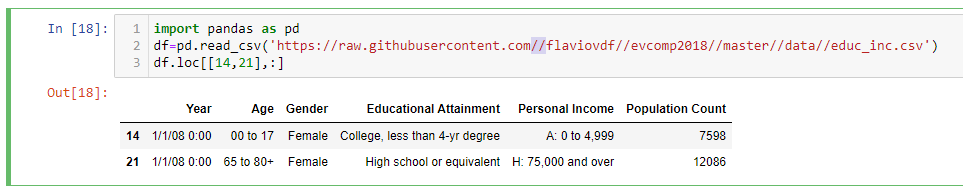 In [18]: 1 import pandas as pd
2 df=pd.read_csv('https://raw.githubusercontent.com//flaviovdf//evcomp2018//master//data//educ_inc.csv')
3 df.loc[[14,21],:]
Out[18]:
Year Age Gender Educational Attainment Personal Income Population Count
14 1/1/08 0:00 00 to 17 Female College, less than 4-yr degree A: 0 to 4,999 7598
21 1/1/08 0:00 65 to 80+ Female High school or equivalent H: 75,000 and over 12086